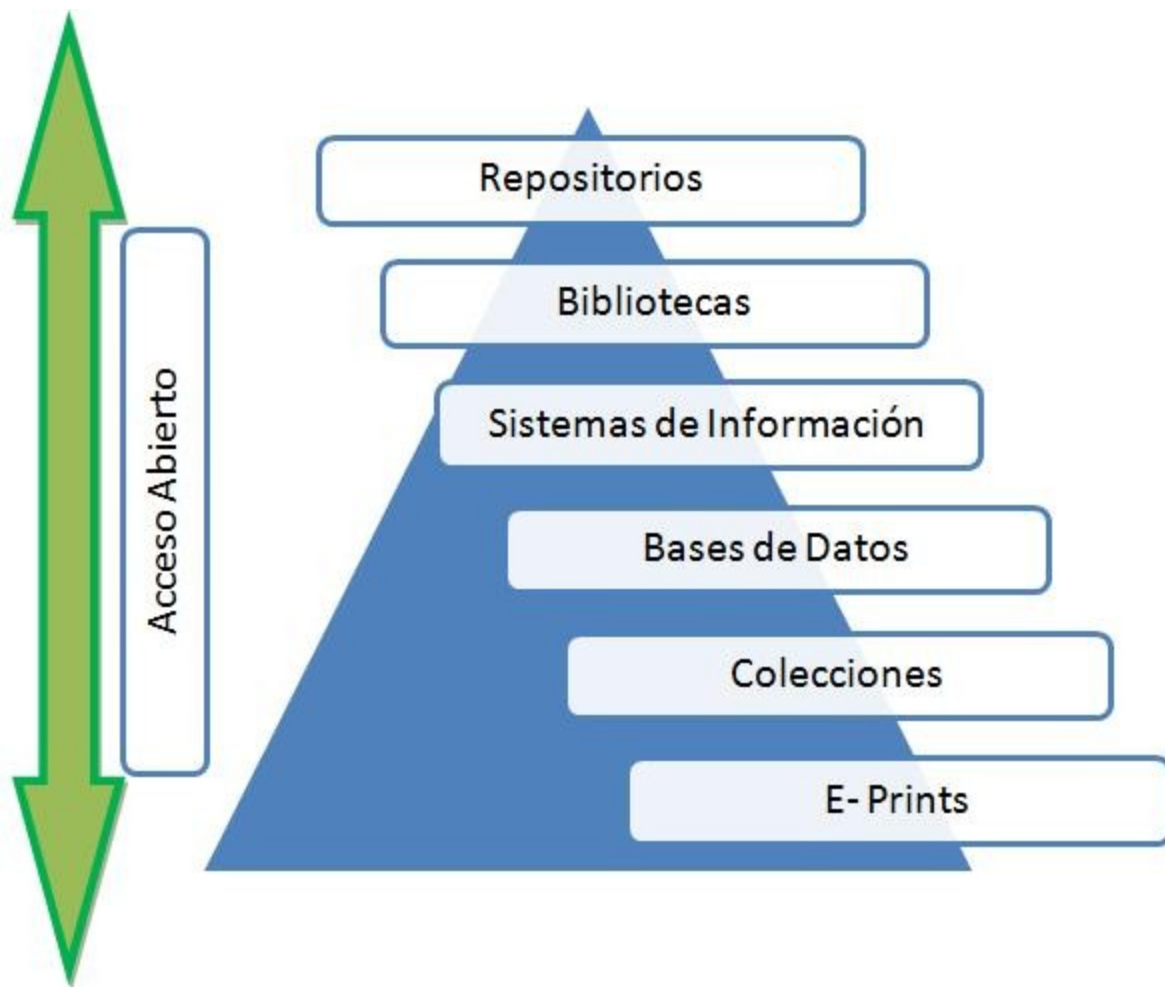 Repositorios
Bibliotecas
Sistemas de Información
Bases de Datos
Colecciones
E- Prints
Acceso Abierto